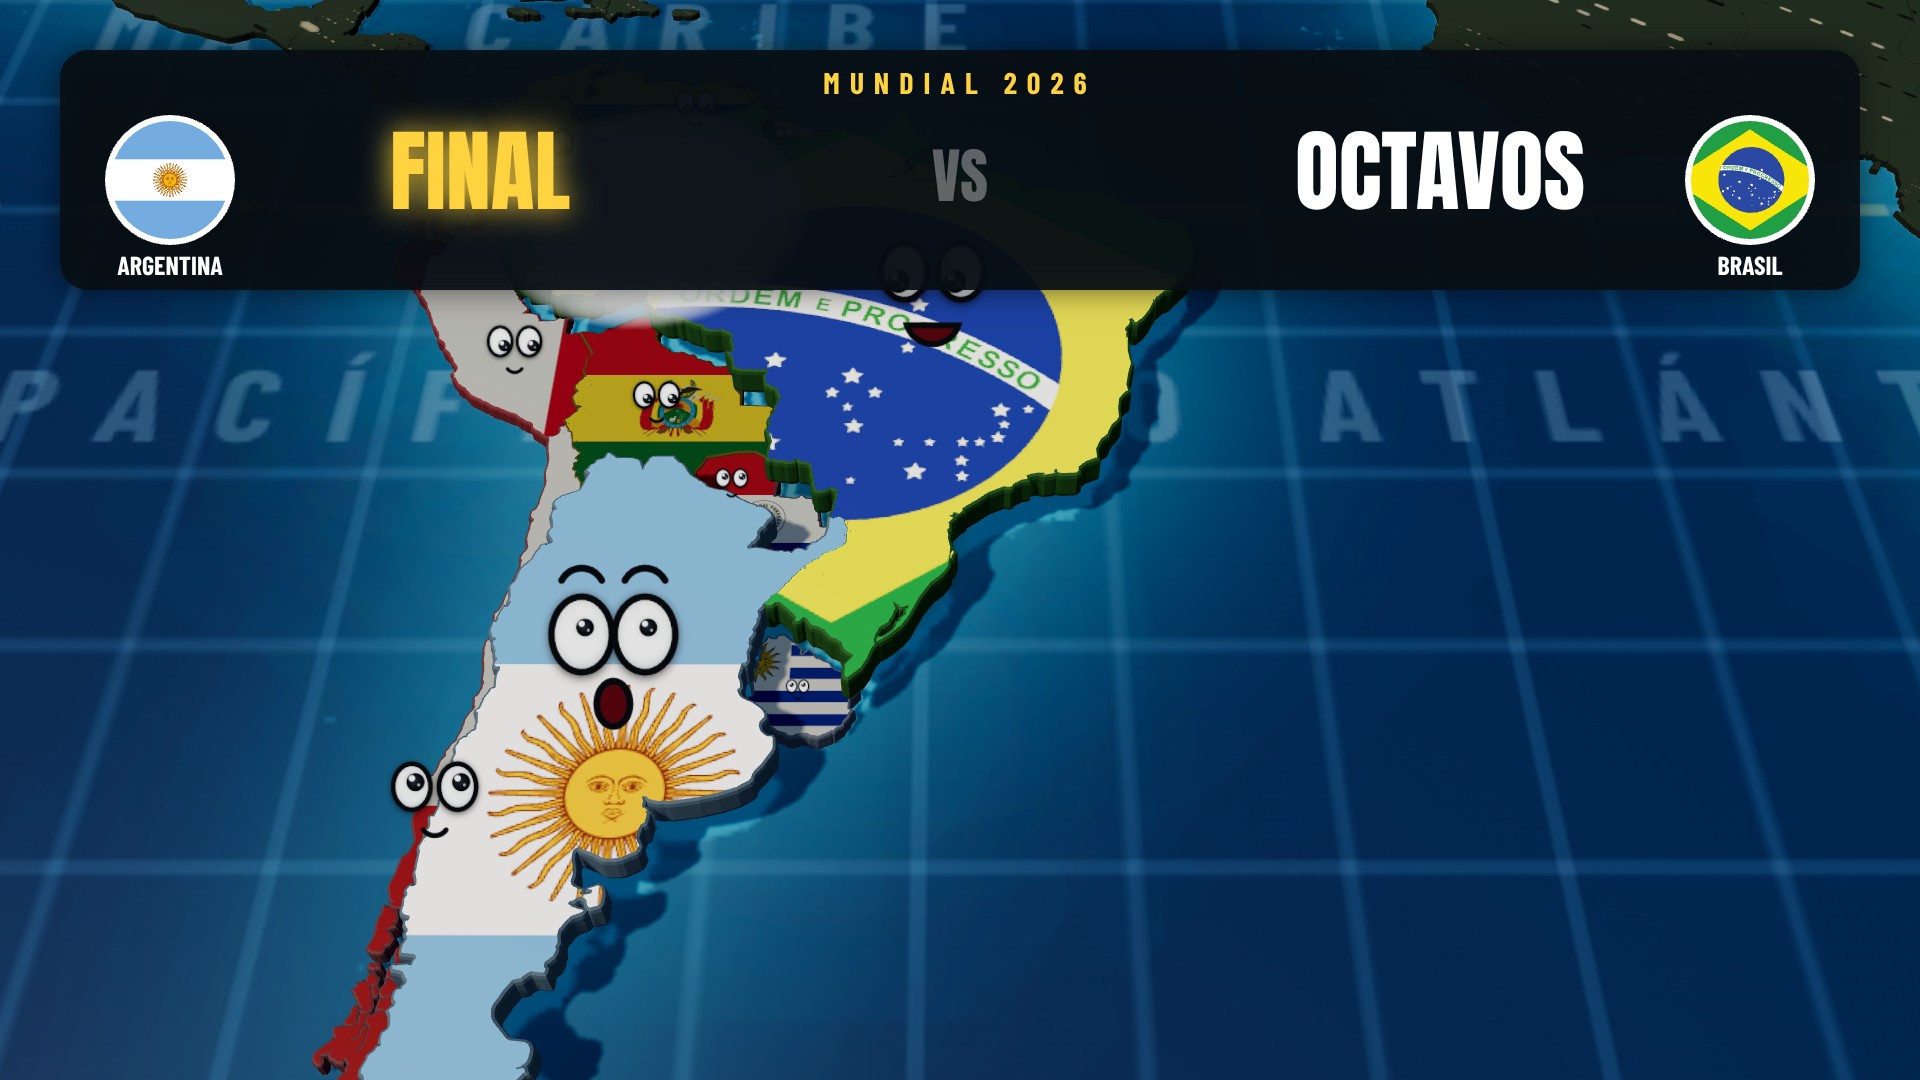 CARIBE
MUNDIAL 2026
FINAL
VS
OCTAVOS
ARGENTINA
BRASIL
ORDEM E PROGRESSO
PACÍF
ATLÁNT